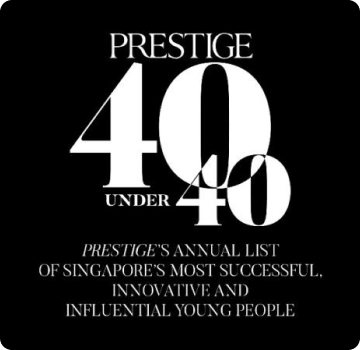 PRESTIGE
40
UNDER 40
PRESTIGE'S ANNUAL LIST
OF SINGAPORE'S MOST SUCCESSFUL,
INNOVATIVE AND
INFLUENTIAL YOUNG PEOPLE